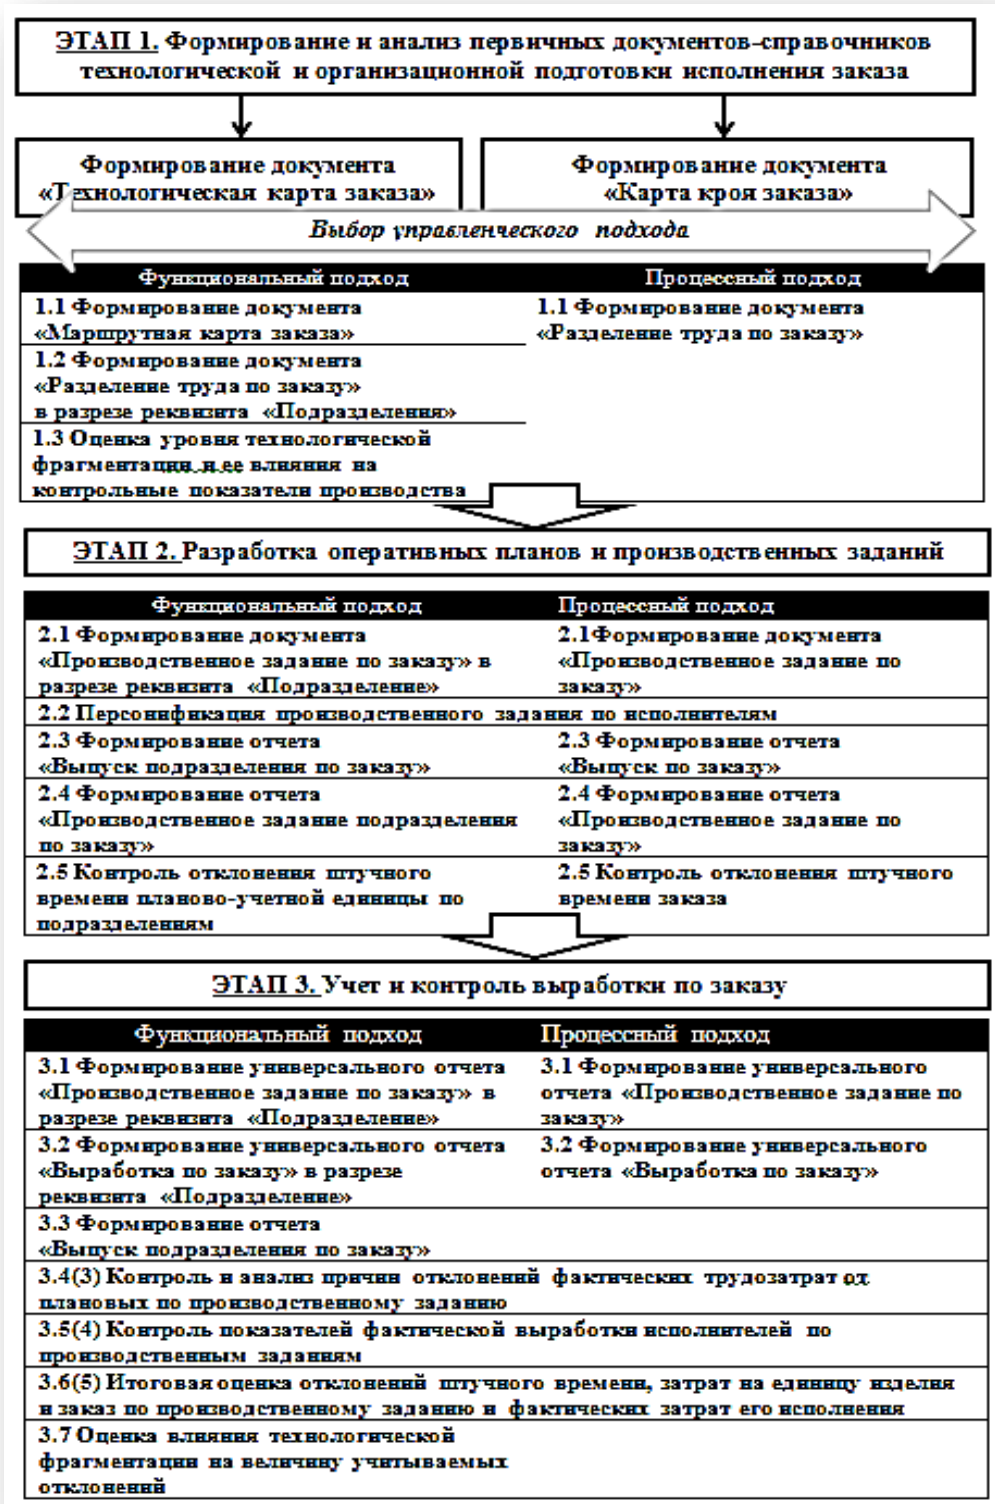 ЭТАП 1. Формирование и анализ первичных документов-справочников
технологической и организационной подготовки исполнения заказа
Формирование документа
«Технологическая карта заказа»
Формирование документа
«Карта кроя заказа»
Выбор управленческого подхода
Функциональный подход
Процессный подход
1.1 Формирование документа
«Маршрутная карта заказа»
1.1 Формирование документа
«Разделение труда по заказу»
1.2 Формирование документа
«Разделение труда по заказу»
в разрезе реквизита «Подразделения»
1.3 Оценка уровня технологической
фрагментации и ее влияния на
контрольные показатели производства
ЭТАП 2. Разработка оперативных планов и производственных заданий
Функциональный подход
Процессный подход
2.1 Формирование документа
«Производственное задание по заказу» в
разрезе реквизита «Подразделение»
2.1Формирование документа
«Производственное задание по
заказу»
2.2 Персонификация производственного задания по исполнителям
2.3 Формирование отчета
«Выпуск подразделения по заказу»
2.3 Формирование отчета
«Выпуск по заказу»
2.4 Формирование отчета
«Производственное задание подразделения
по заказу»
2.4 Формирование отчета
«Производственное задание по
заказу»
2.5 Контроль отклонения штучного
времени планово-учетной единицы по
подразделениям
2.5 Контроль отклонения штучного
времени заказа
ЭТАП 3. Учет и контроль выработки по заказу
Функциональный подход
Процессный подход
3.1 Формирование универсального отчета
«Производственное задание по заказу» в
разрезе реквизита «Подразделение»
3.1 Формирование универсального
отчета «Производственное задание по
заказу»
3.2 Формирование универсального отчета
«Выработка по заказу» в разрезе
реквизита «Подразделение»
3.2 Формирование универсального
отчета «Выработка по заказу»
3.3 Формирование отчета
«Выпуск подразделения по заказу»
3.4(3) Контроль и анализ причин отклонений фактических трудозатрат от
плановых по производственному заданию
3.5(4) Контроль показателей фактической выработки исполнителей по
производственным заданиям
3.6(5) Итоговая оценка отклонений штучного времени, затрат на единицу изделия
и заказ по производственному заданию и фактических затрат его исполнения
3.7 Оценка влияния технологической
фрагментации на величину учитываемых
отклонений